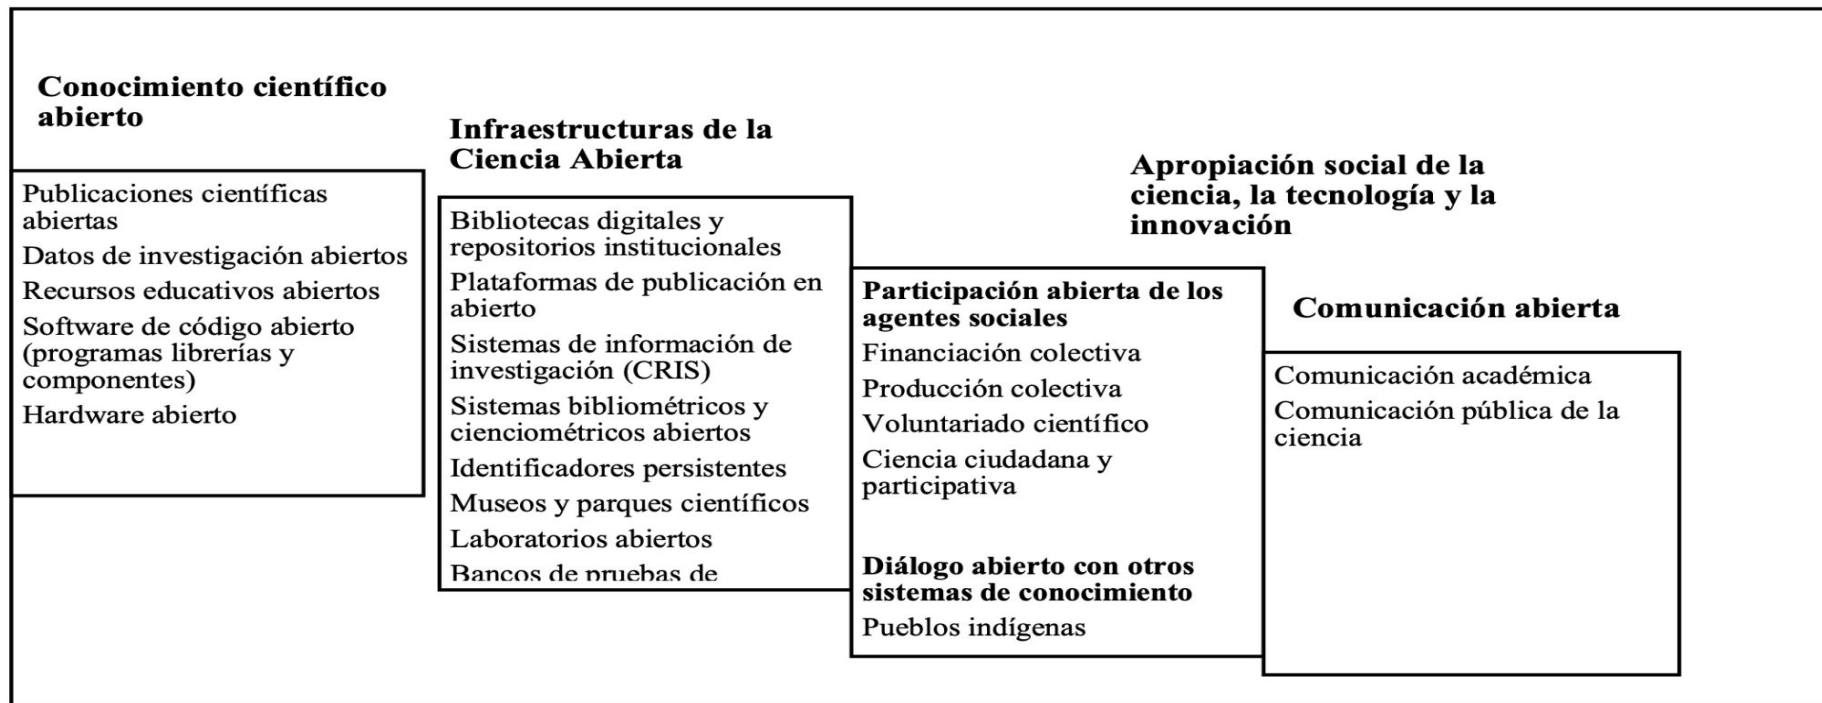 Conocimiento científico
abierto
Publicaciones científicas
abiertas
Datos de investigación abiertos
Recursos educativos abiertos
Software de código abierto
(programas librerías y
componentes)
Hardware abierto
Infraestructuras de la
Ciencia Abierta
Bibliotecas digitales y
repositorios institucionales
Plataformas de publicación en
abierto
Sistemas de información de
investigación (CRIS)
Sistemas bibliométricos y
cienciométricos abiertos
Identificadores persistentes
Museos y parques científicos
Laboratorios abiertos
Bancos de pruebas de
Apropiación social de la
ciencia, la tecnología y la
innovación
Participación abierta de los
agentes sociales
Financiación colectiva
Producción colectiva
Voluntariado científico
Ciencia ciudadana y
participativa
Diálogo abierto con otros
sistemas de conocimiento
Pueblos indígenas
Comunicación abierta
Comunicación académica
Comunicación pública de la
ciencia